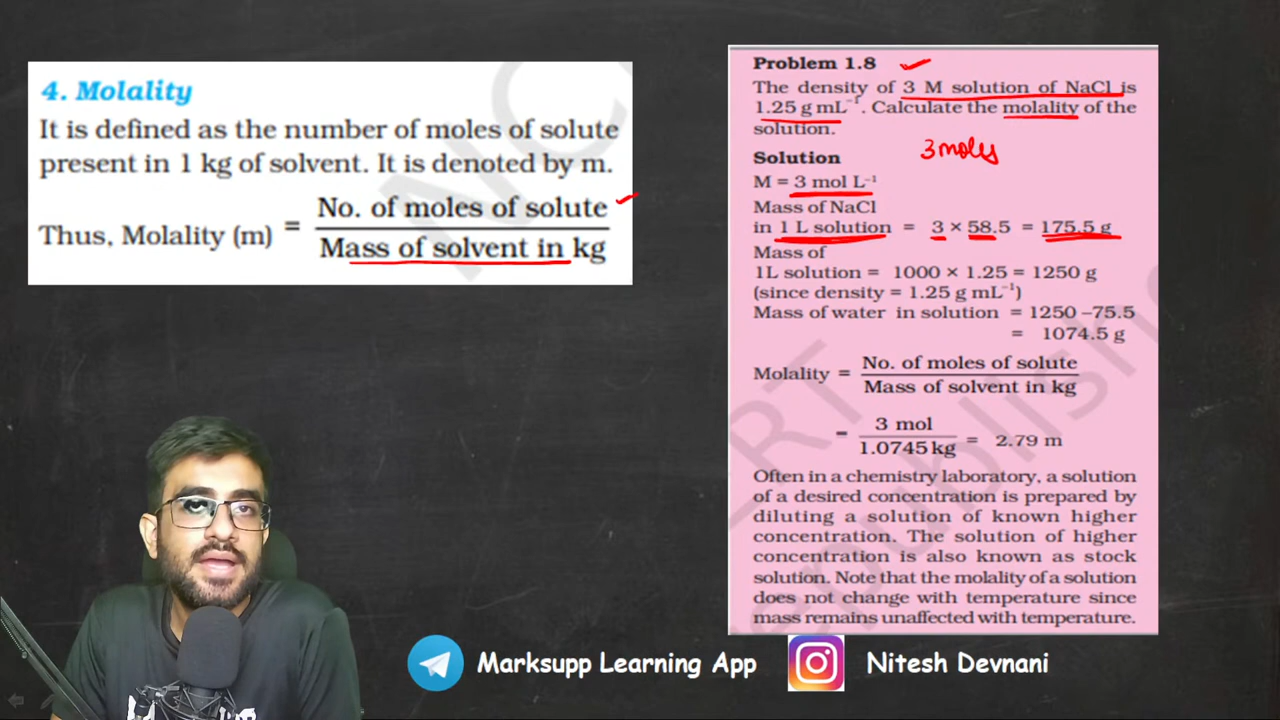 4. Molality
It is defined as the number of moles of solute
present in 1 kg of solvent. It is denoted by m.
Thus, Molality (m) = No. of moles of solute
Mass of solvent in kg
Problem 1.8
The density of 3 M solution of NaCl is
1.25 g mL⁻¹. Calculate the molality of the
solution.
3 moles
Solution
M = 3 mol L⁻¹
Mass of NaCl
in 1 L solution = 3 × 58.5 = 175.5 g
Mass of
1L solution = 1000 × 1.25 = 1250 g
(since density = 1.25 g mL⁻¹)
Mass of water in solution = 1250 –75.5
= 1074.5 g
Molality = No. of moles of solute
Mass of solvent in kg
= 3 mol
1.0745 kg = 2.79 m
Often in a chemistry laboratory, a solution
of a desired concentration is prepared by
diluting a solution of known higher
concentration. The solution of higher
concentration is also known as stock
solution. Note that the molality of a solution
does not change with temperature since
mass remains unaffected with temperature.
Marksupp Learning App
Nitesh Devnani